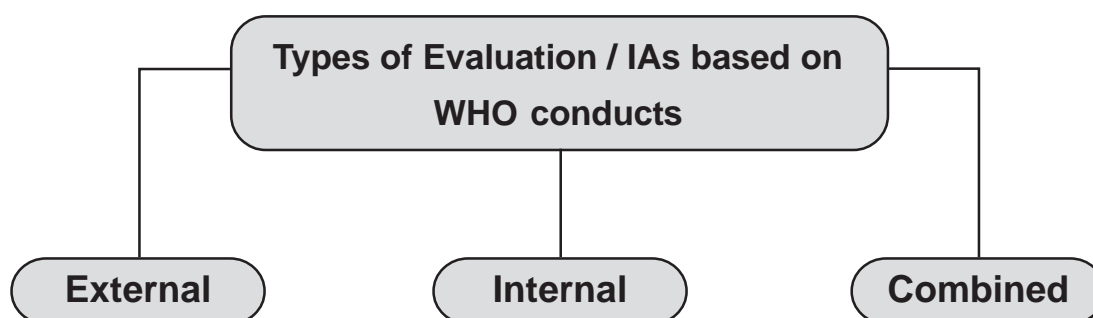 Types of Evaluation / IAs based on
WHO conducts
External
Internal
Combined